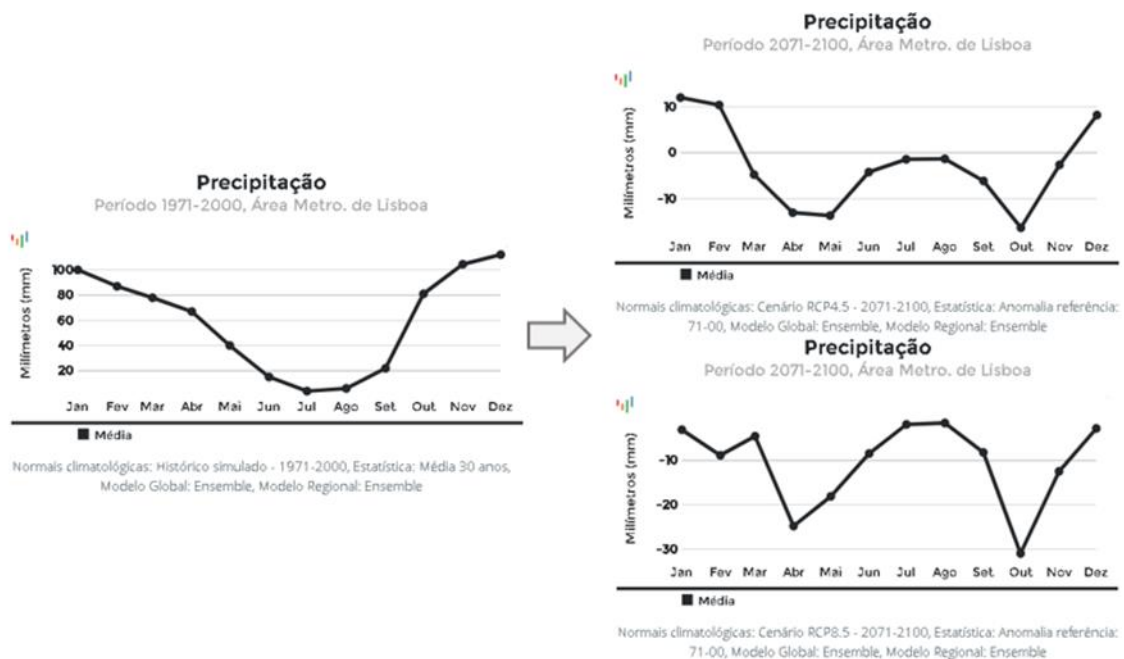 Precipitação
Período 1971-2000, Área Metro. de Lisboa
Milímetros (mm)
100
80
60
40
20
Jan Fev Mar Abr Mai Jun Jul Ago Set Out Nov Dez
Média
Normais climatológicas: Histórico simulado - 1971-2000, Estatística: Média 30 anos,
Modelo Global: Ensemble, Modelo Regional: Ensemble
Precipitação
Período 2071-2100, Área Metro. de Lisboa
Milímetros (mm)
10
0
-10
Jan Fev Mar Abr Mai Jun Jul Ago Set Out Nov Dez
Média
Normais climatológicas: Cenário RCP4.5 - 2071-2100, Estatística: Anomalia referência:
71-00, Modelo Global: Ensemble, Modelo Regional: Ensemble
Precipitação
Período 2071-2100, Área Metro. de Lisboa
Milímetros (mm)
-10
-20
-30
Jan Fev Mar Abr Mai Jun Jul Ago Set Out Nov Dez
Média
Normais climatológicas: Cenário RCP8.5 - 2071-2100, Estatística: Anomalia referência:
71-00, Modelo Global: Ensemble, Modelo Regional: Ensemble